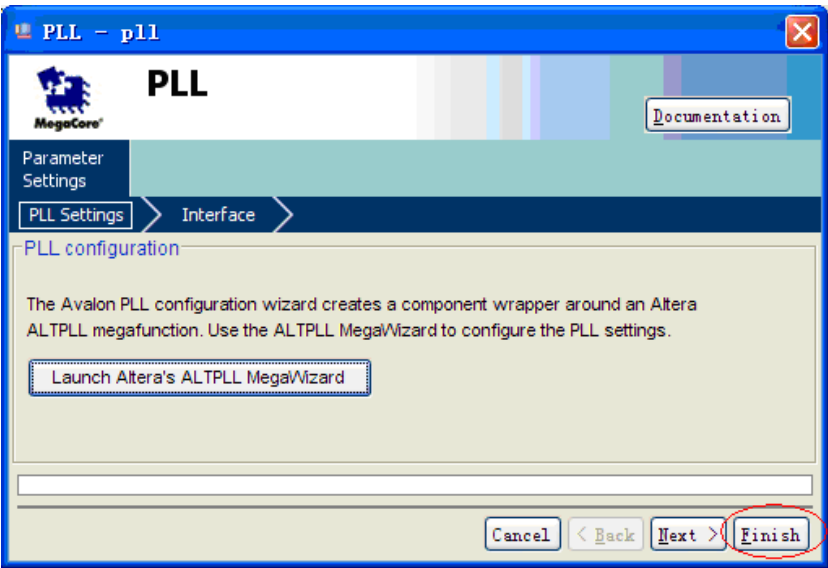 PLL - pll
MegaCore®
PLL
Documentation
Parameter
Settings
PLL Settings
Interface
PLL configuration
The Avalon PLL configuration wizard creates a component wrapper around an Altera
ALTPLL megafunction. Use the ALTPLL MegaWizard to configure the PLL settings.
Launch Altera's ALTPLL MegaWizard
Cancel
< Back
Next >
Finish